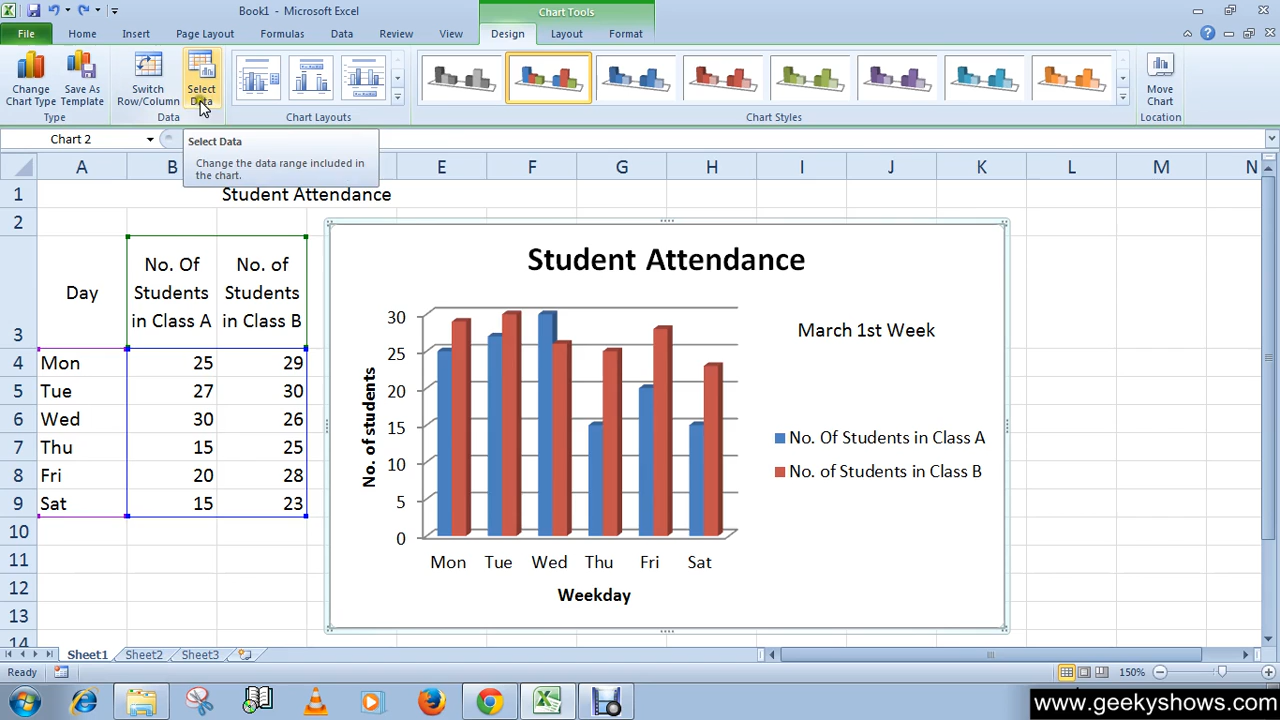 Book1 - Microsoft Excel
Chart Tools
File Home Insert Page Layout Formulas Data Review View Design Layout Format
Change Chart Type
Save As Template
Switch Row/Column
Select Data
Move Chart
Type Data Chart Layouts Chart Styles Location
Chart 2
Select Data
Change the data range included in
the chart.
A B E F G H I J K L M N
1 Student Attendance
2
3 Day No. Of Students in Class A No. of Students in Class B
4 Mon 25 29
5 Tue 27 30
6 Wed 30 26
7 Thu 15 25
8 Fri 20 28
9 Sat 15 23
10
11
12
13
14
Student Attendance
March 1st Week
30
25
20
15
10
5
0
No. of students
Mon Tue Wed Thu Fri Sat
Weekday
No. Of Students in Class A
No. of Students in Class B
Sheet1 Sheet2 Sheet3
Ready 150%
www.geekyshows.com